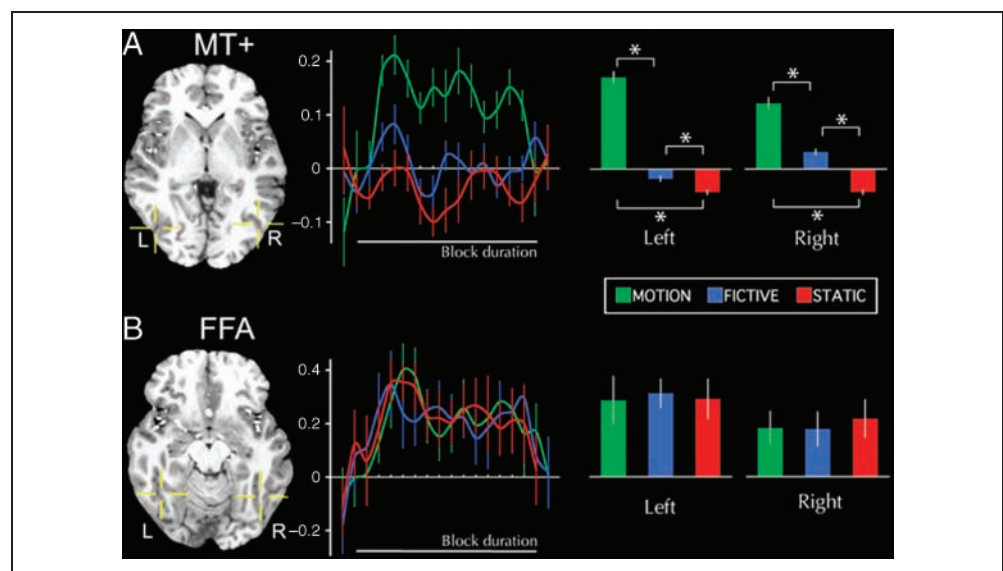 A MT+
0.2
0.1
0
-0.1
L R
Block duration
* * *
Left
* * *
Right
MOTION FICTIVE STATIC
B FFA
0.4
0.2
0
-0.2
L R
Block duration
Left
Right